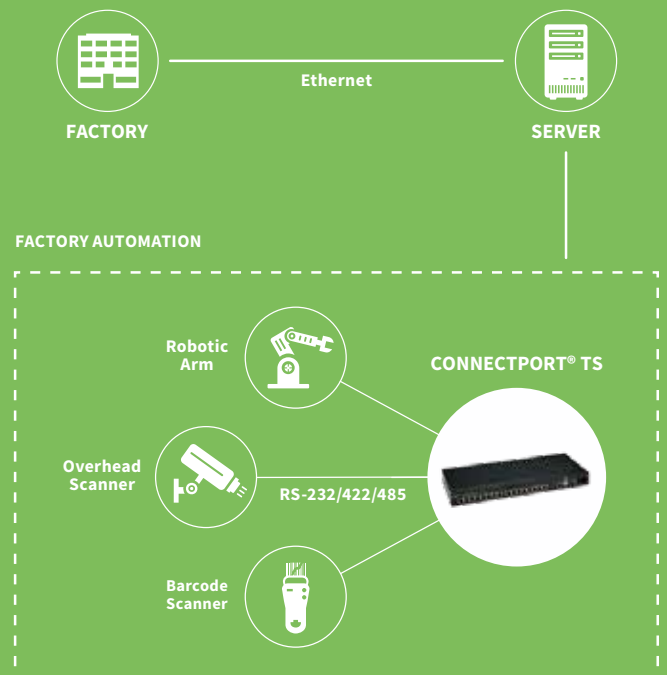 Ethernet
FACTORY
SERVER
FACTORY AUTOMATION
Robotic
Arm
CONNECTPORT® TS
Overhead
Scanner
RS-232/422/485
Barcode
Scanner